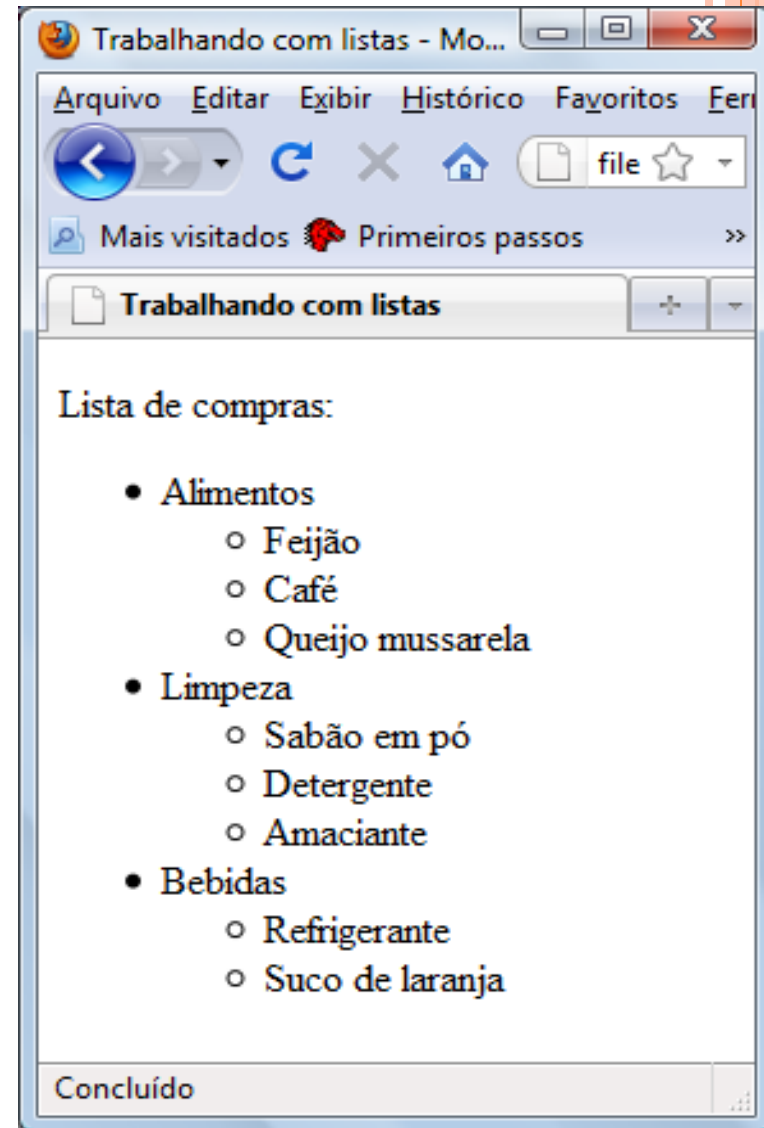 Trabalhando com listas - Mo...
Arquivo Editar Exibir Histórico Favoritos Ferr
file
Mais visitados Primeiros passos »
Trabalhando com listas
Lista de compras:
• Alimentos
○ Feijão
○ Café
○ Queijo mussarela
• Limpeza
○ Sabão em pó
○ Detergente
○ Amaciante
• Bebidas
○ Refrigerante
○ Suco de laranja
Concluído